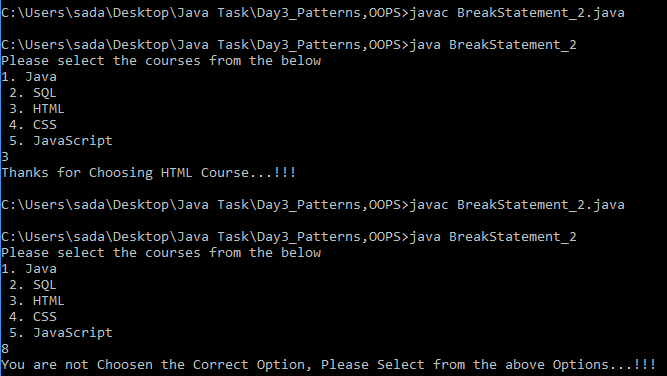 C:\Users\sada\Desktop\Java Task\Day3_Patterns,OOPS>javac BreakStatement_2.java
C:\Users\sada\Desktop\Java Task\Day3_Patterns,OOPS>java BreakStatement_2
Please select the courses from the below
1. Java
 2. SQL
 3. HTML
 4. CSS
 5. JavaScript
3
Thanks for Choosing HTML Course...!!!
C:\Users\sada\Desktop\Java Task\Day3_Patterns,OOPS>javac BreakStatement_2.java
C:\Users\sada\Desktop\Java Task\Day3_Patterns,OOPS>java BreakStatement_2
Please select the courses from the below
1. Java
 2. SQL
 3. HTML
 4. CSS
 5. JavaScript
8
You are not Choosen the Correct Option, Please Select from the above Options...!!!